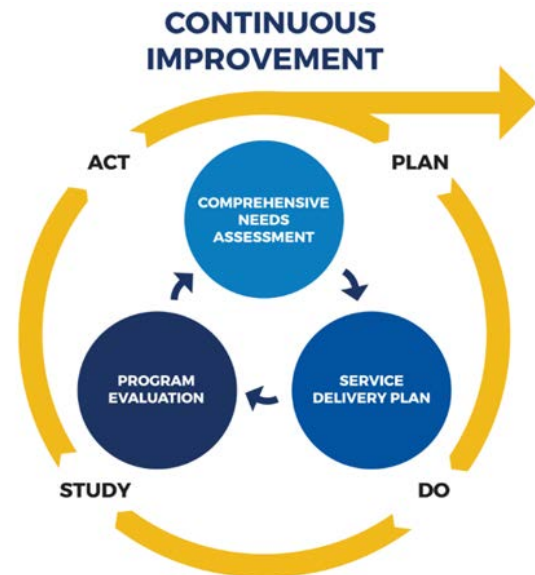 CONTINUOUS
IMPROVEMENT
ACT
PLAN
COMPREHENSIVE
NEEDS
ASSESSMENT
PROGRAM
EVALUATION
SERVICE
DELIVERY PLAN
STUDY
DO